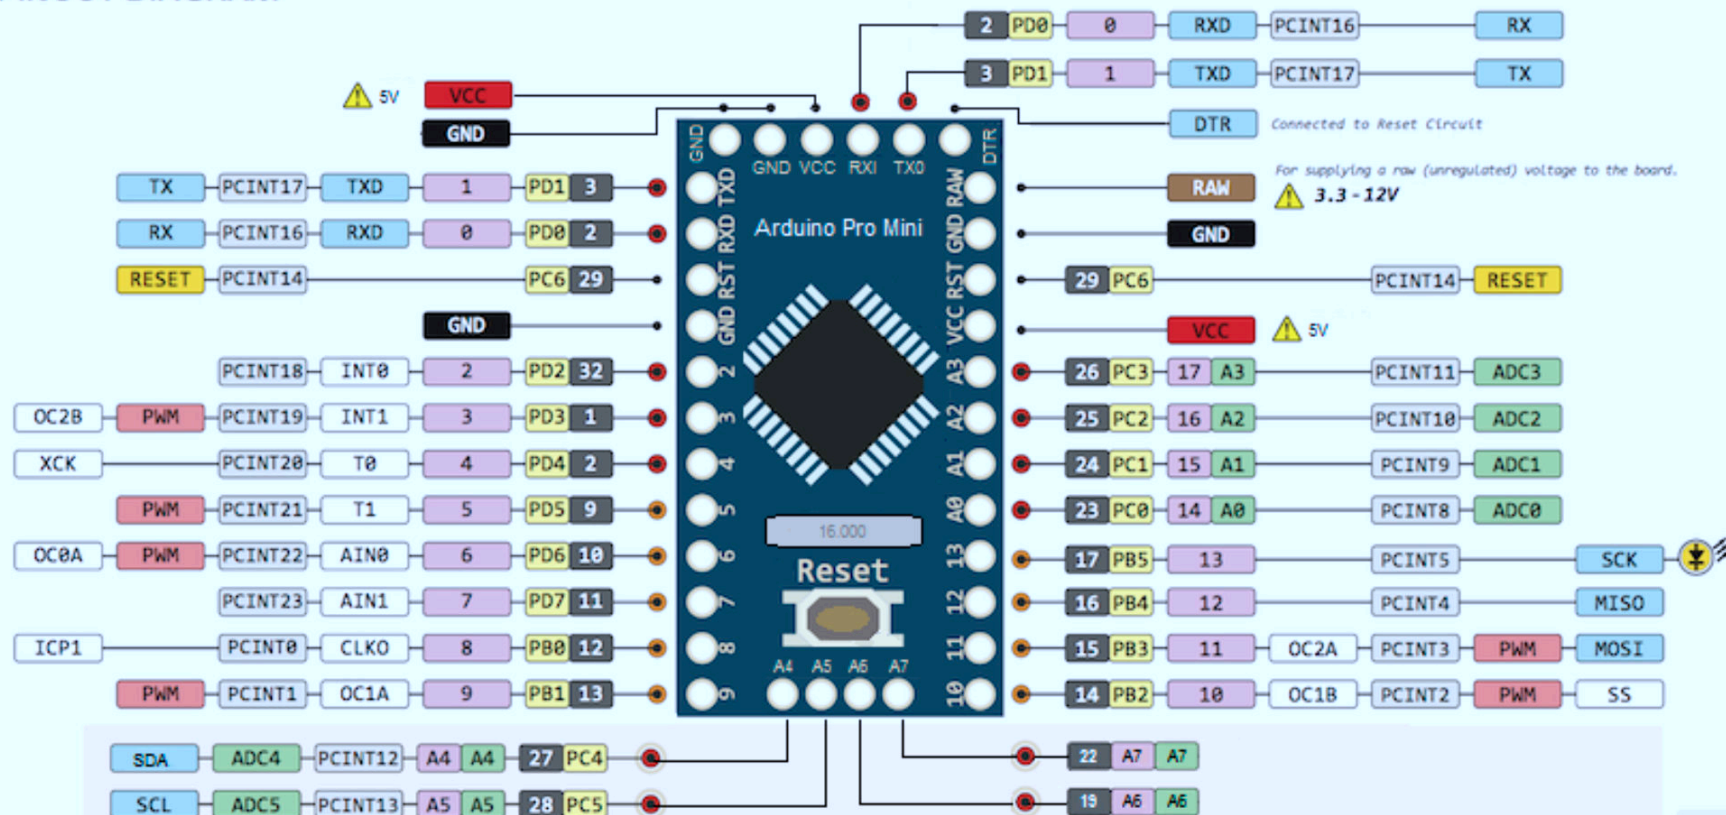 2 PD0 0 RXD PCINT16 RX
3 PD1 1 TXD PCINT17 TX
5V VCC
GND
DTR Connected to Reset Circuit
For supplying a raw (unregulated) voltage to the board.
RAW 3.3-12V
GND
29 PC6 PCINT14 RESET
VCC 5V
26 PC3 17 A3 PCINT11 ADC3
25 PC2 16 A2 PCINT10 ADC2
24 PC1 15 A1 PCINT9 ADC1
23 PC0 14 A0 PCINT8 ADC0
17 PB5 13 PCINT5 SCK
16 PB4 12 PCINT4 MISO
15 PB3 11 OC2A PCINT3 PWM MOSI
14 PB2 10 OC1B PCINT2 PWM SS
TX PCINT17 TXD 1 PD1 3
RX PCINT16 RXD 0 PD0 2
RESET PCINT14 PC6 29
GND
PCINT18 INT0 2 PD2 32
OC2B PWM PCINT19 INT1 3 PD3 1
XCK PCINT20 T0 4 PD4 2
PWM PCINT21 T1 5 PD5 9
OC0A PWM PCINT22 AIN0 6 PD6 10
PCINT23 AIN1 7 PD7 11
ICP1 PCINT0 CLKO 8 PB0 12
PWM PCINT1 OC1A 9 PB1 13
GND GND VCC RXI TX0 DTR
TXD RAW
Arduino Pro Mini
RXD GND
RST RST
GND VCC
2 A3
3 A2
4 A1
5 A0
16.000
6 13
Reset
7 12
8 11
A4 A5 A6 A7
9 10
SDA ADC4 PCINT12 A4 A4 27 PC4
SCL ADC5 PCINT13 A5 A5 28 PC5
22 A7 A7
19 A6 A6